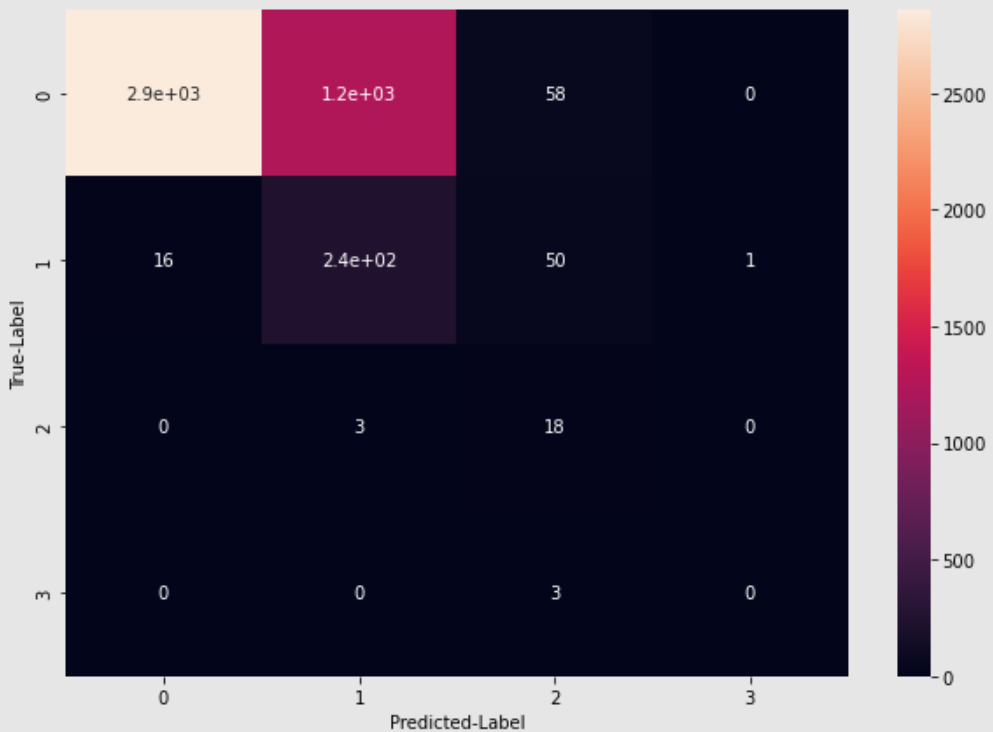 2.9e+03 1.2e+03 58 0
16 2.4e+02 50 1
0 3 18 0
0 0 3 0
0
1
2
3
True-Label
0 1 2 3
Predicted-Label
2500
2000
1500
1000
500
0